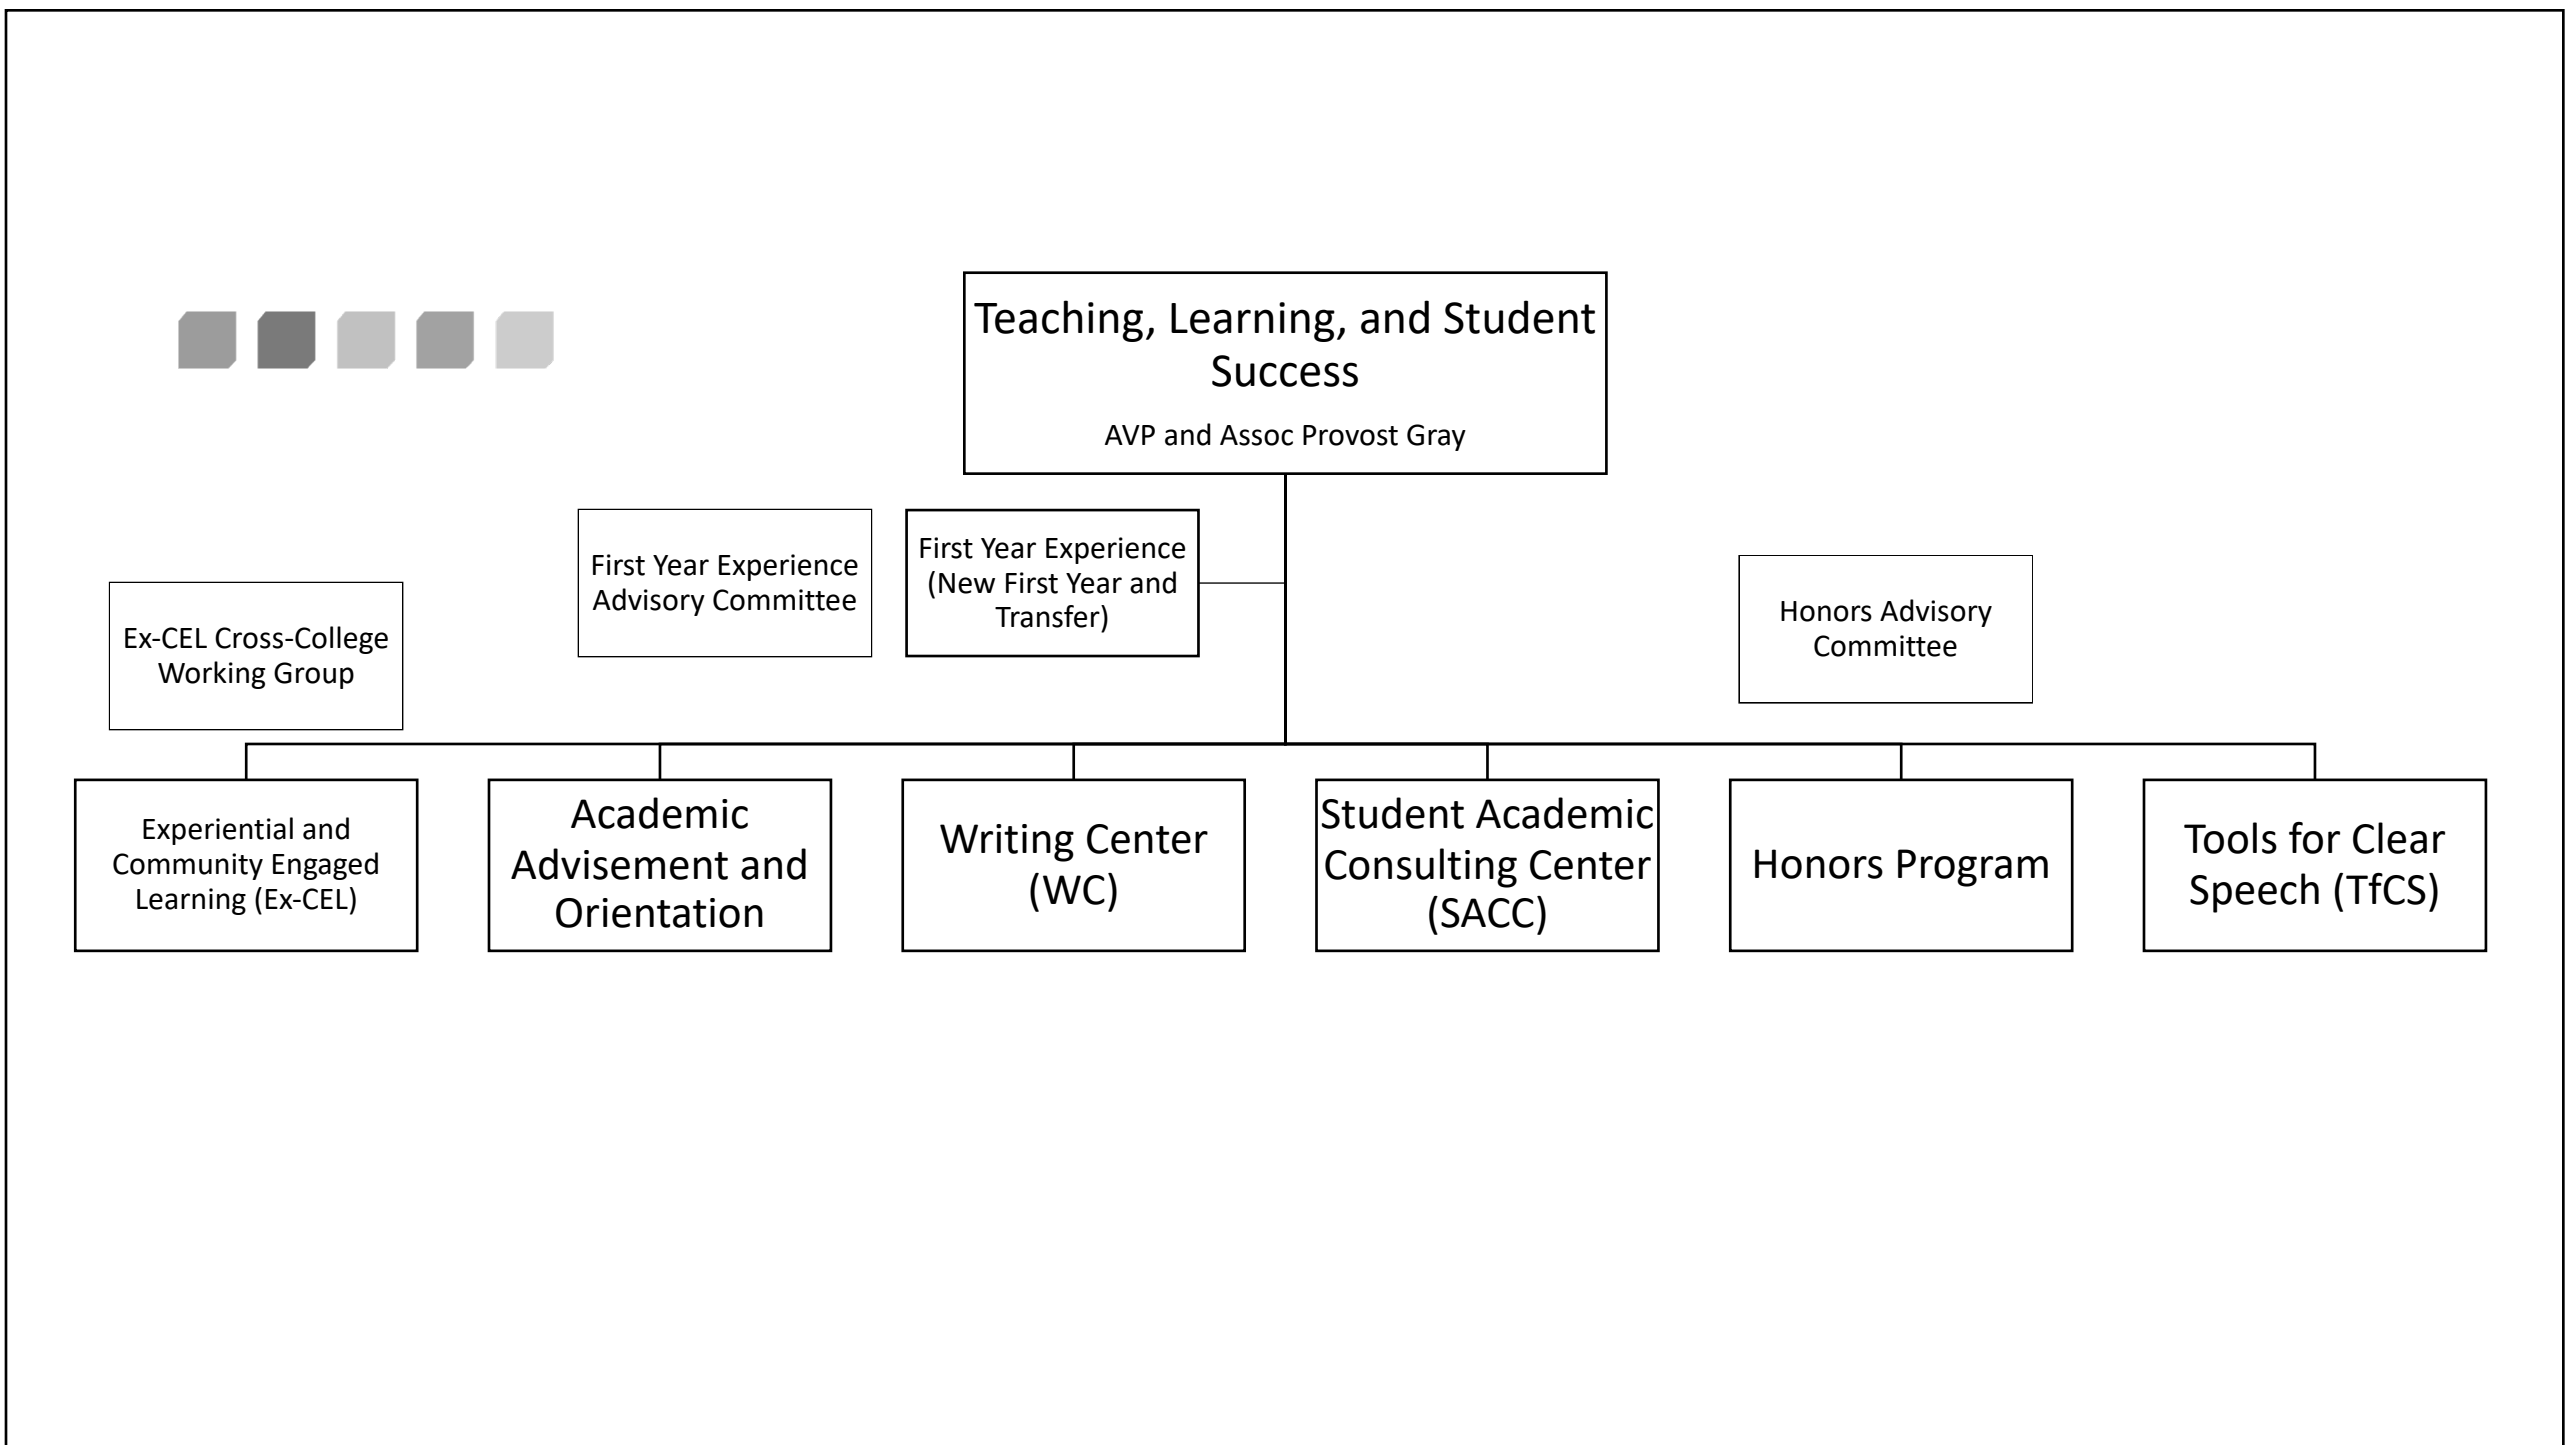 Teaching, Learning, and Student
Success
AVP and Assoc Provost Gray
First Year Experience
Advisory Committee
First Year Experience
(New First Year and
Transfer)
Ex-CEL Cross-College
Working Group
Honors Advisory
Committee
Experiential and
Community Engaged
Learning (Ex-CEL)
Academic
Advisement and
Orientation
Writing Center
(WC)
Student Academic
Consulting Center
(SACC)
Honors Program
Tools for Clear
Speech (TfCS)